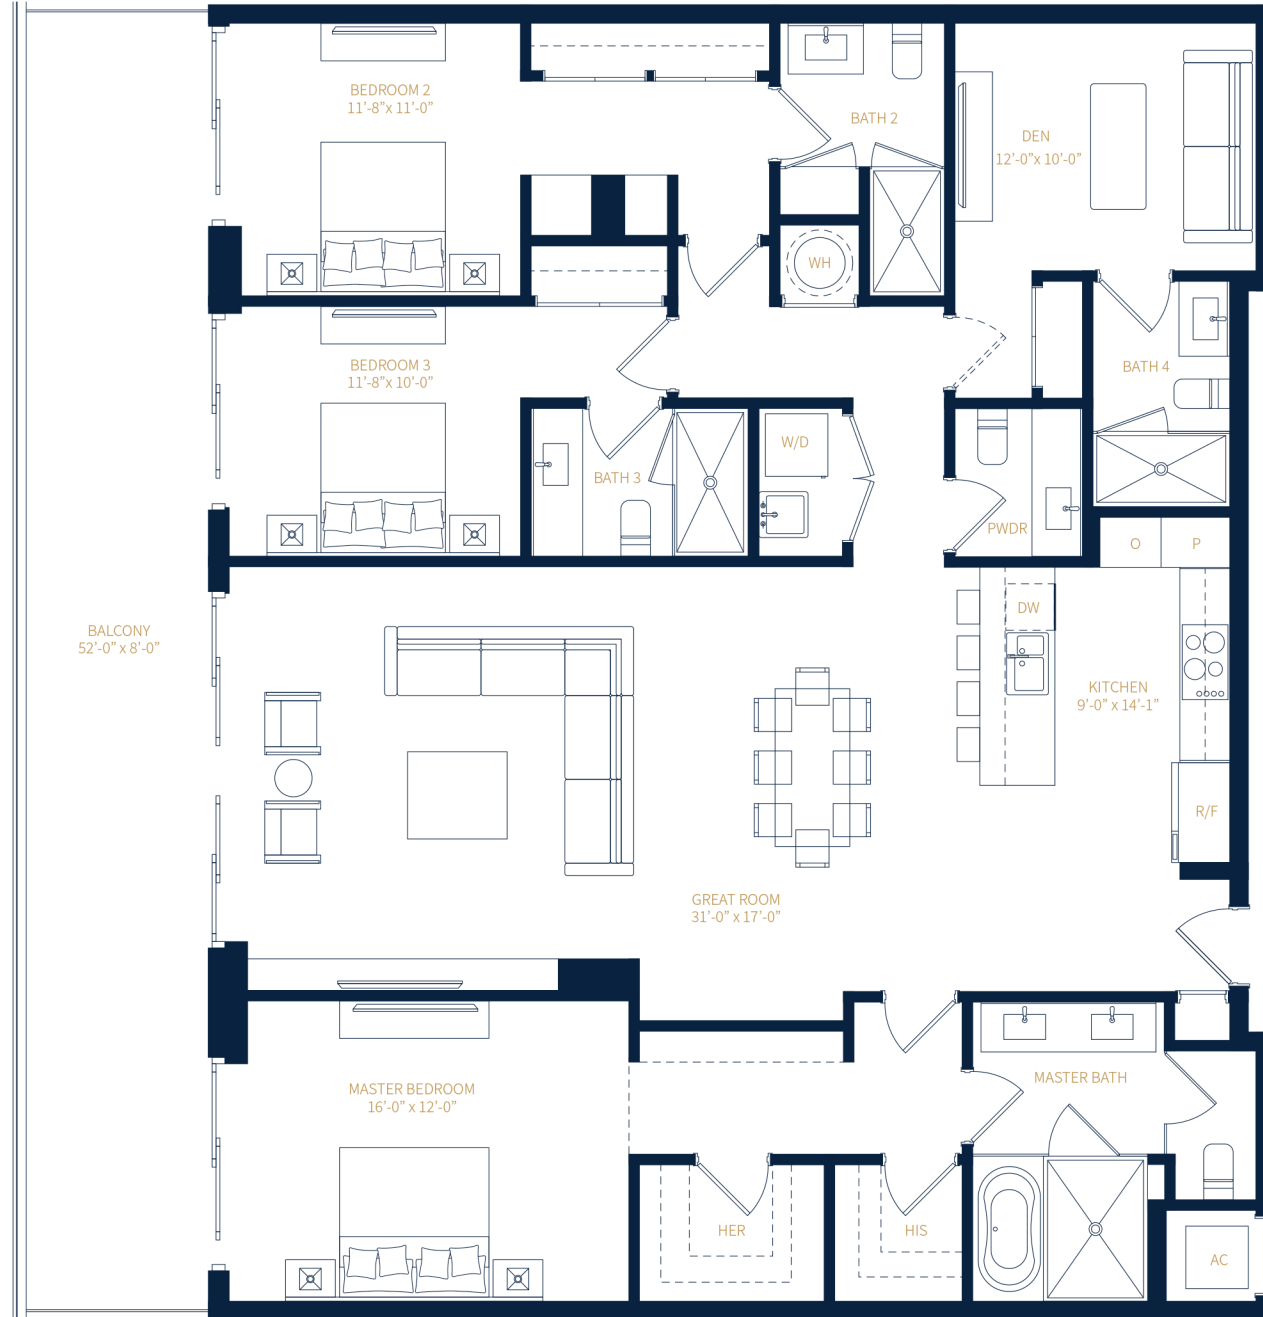 BEDROOM 2
11’-8”x 11’-0”
BATH 2
DEN
12’-0”x 10’-0”
WH
BEDROOM 3
11’-8”x 10’-0”
BATH 4
W/D
BATH 3
PWDR
O
P
DW
BALCONY
52’-0” x 8’-0”
KITCHEN
9’-0” x 14’-1”
R/F
GREAT ROOM
31’-0” x 17’-0”
MASTER BATH
MASTER BEDROOM
16’-0” x 12’-0”
HER
HIS
AC